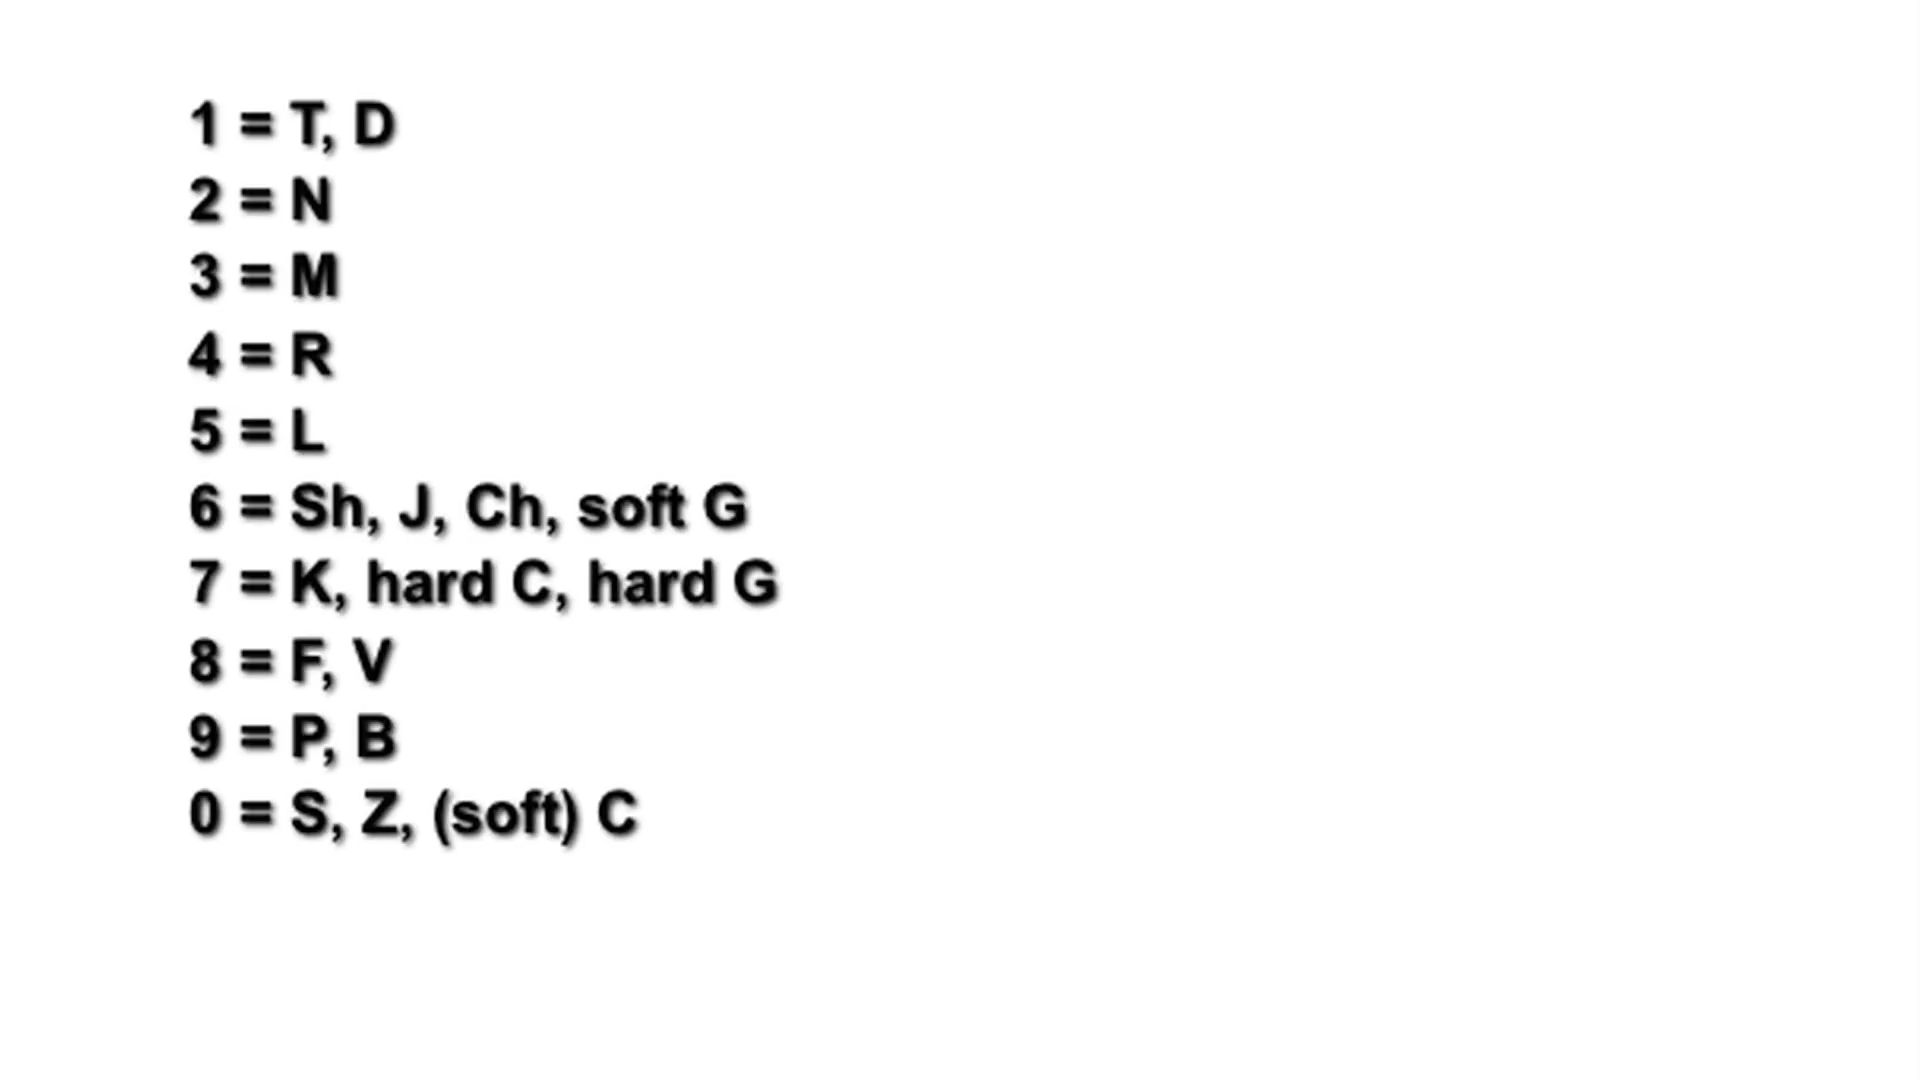 1 = T, D
2 = N
3 = M
4 = R
5 = L
6 = Sh, J, Ch, soft G
7 = K, hard C, hard G
8 = F, V
9 = P, B
0 = S, Z, (soft) C